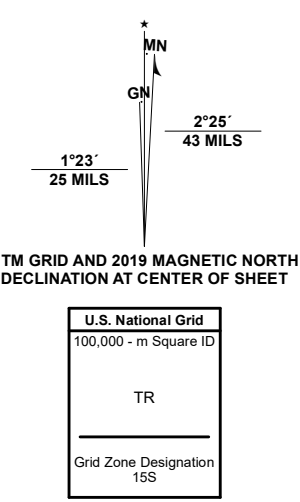 ★
MN
GN
2°25´
43 MILS
1°23´
25 MILS
TM GRID AND 2019 MAGNETIC NORTH
DECLINATION AT CENTER OF SHEET
U.S. National Grid
100,000 - m Square ID
TR
Grid Zone Designation
15S